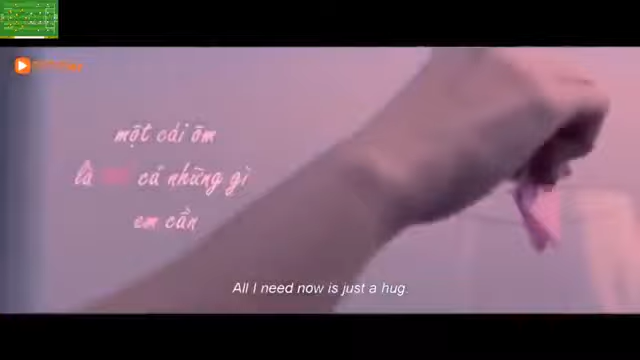 một cái ôm
là cả những gì
em cần
All I need now is just a hug.